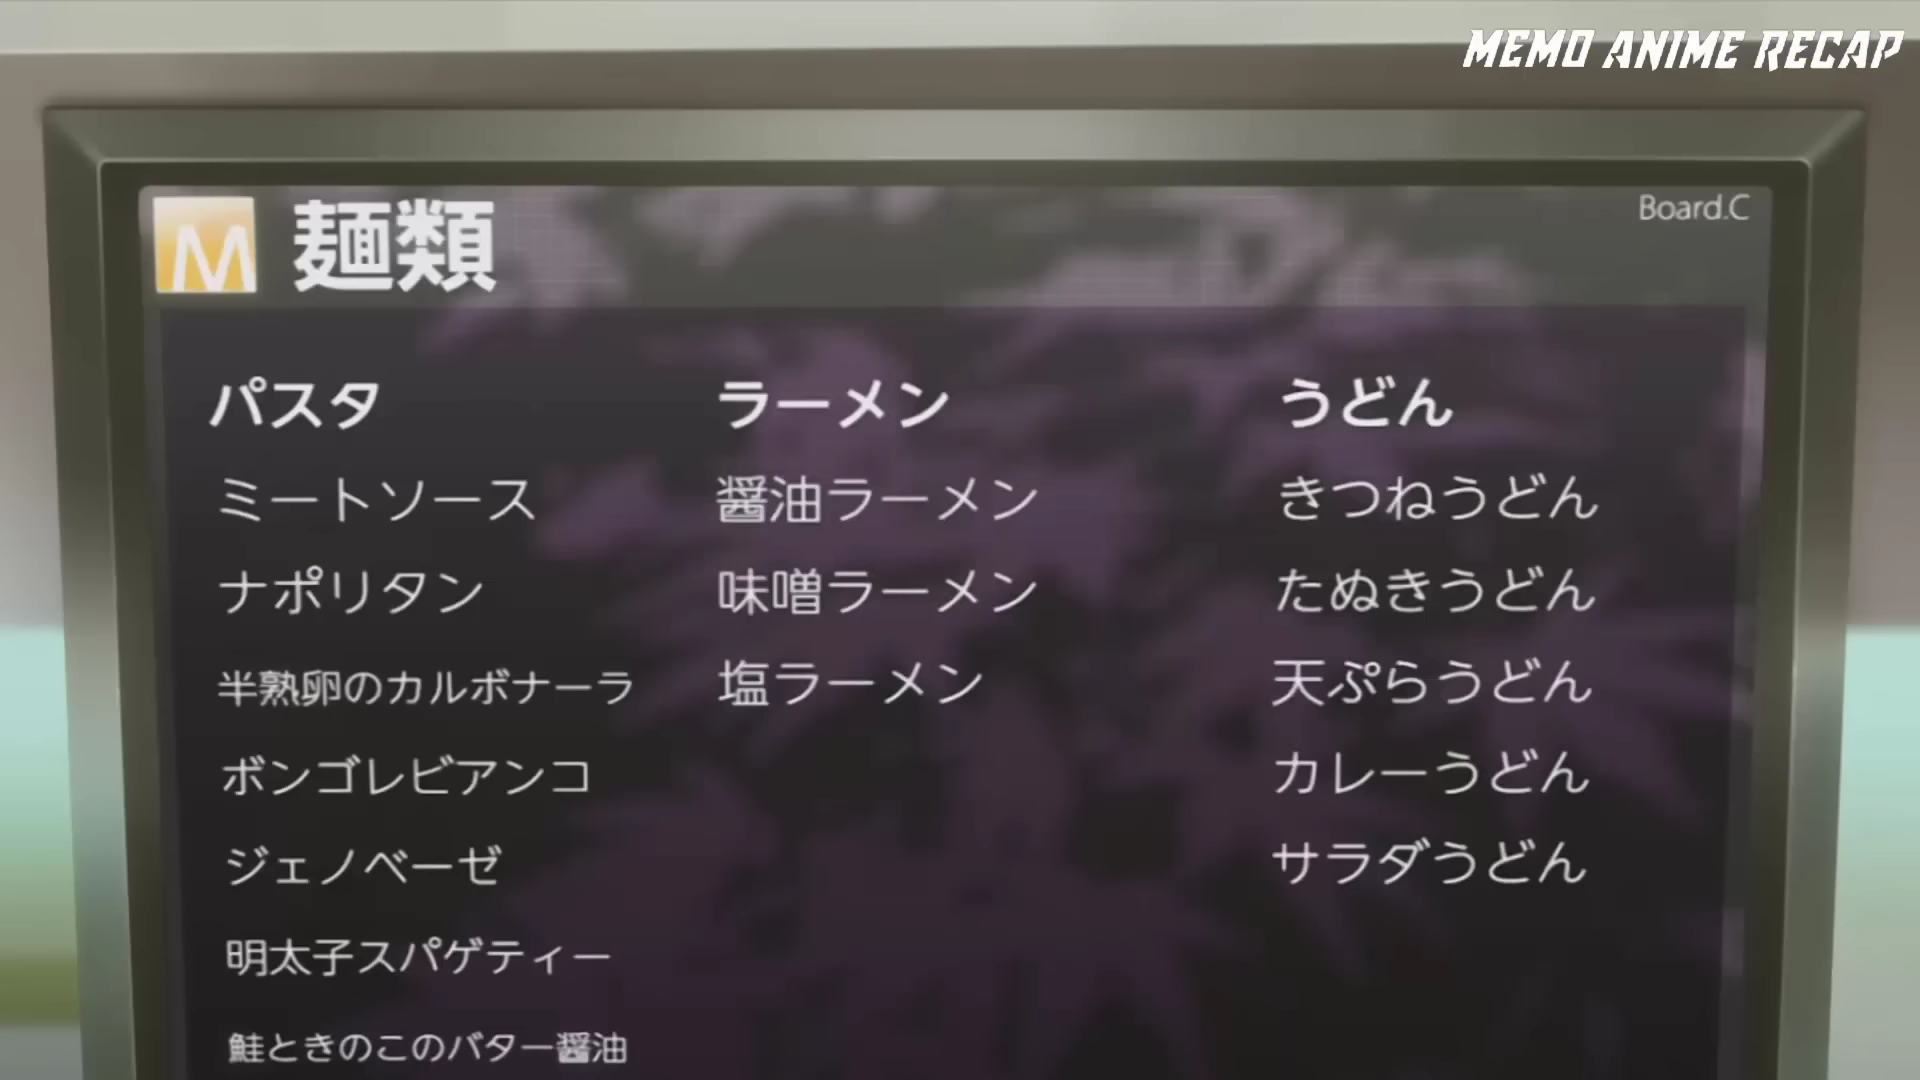 MEMO ANIME RECAP
Board.C
M 麺類
パスタ
ミートソース
ナポリタン
半熟卵のカルボナーラ
ボンゴレビアンコ
ジェノベーゼ
明太子スパゲティー
鮭ときのこのバター醤油
ラーメン
醤油ラーメン
味噌ラーメン
塩ラーメン
うどん
きつねうどん
たぬきうどん
天ぷらうどん
カレーうどん
サラダうどん